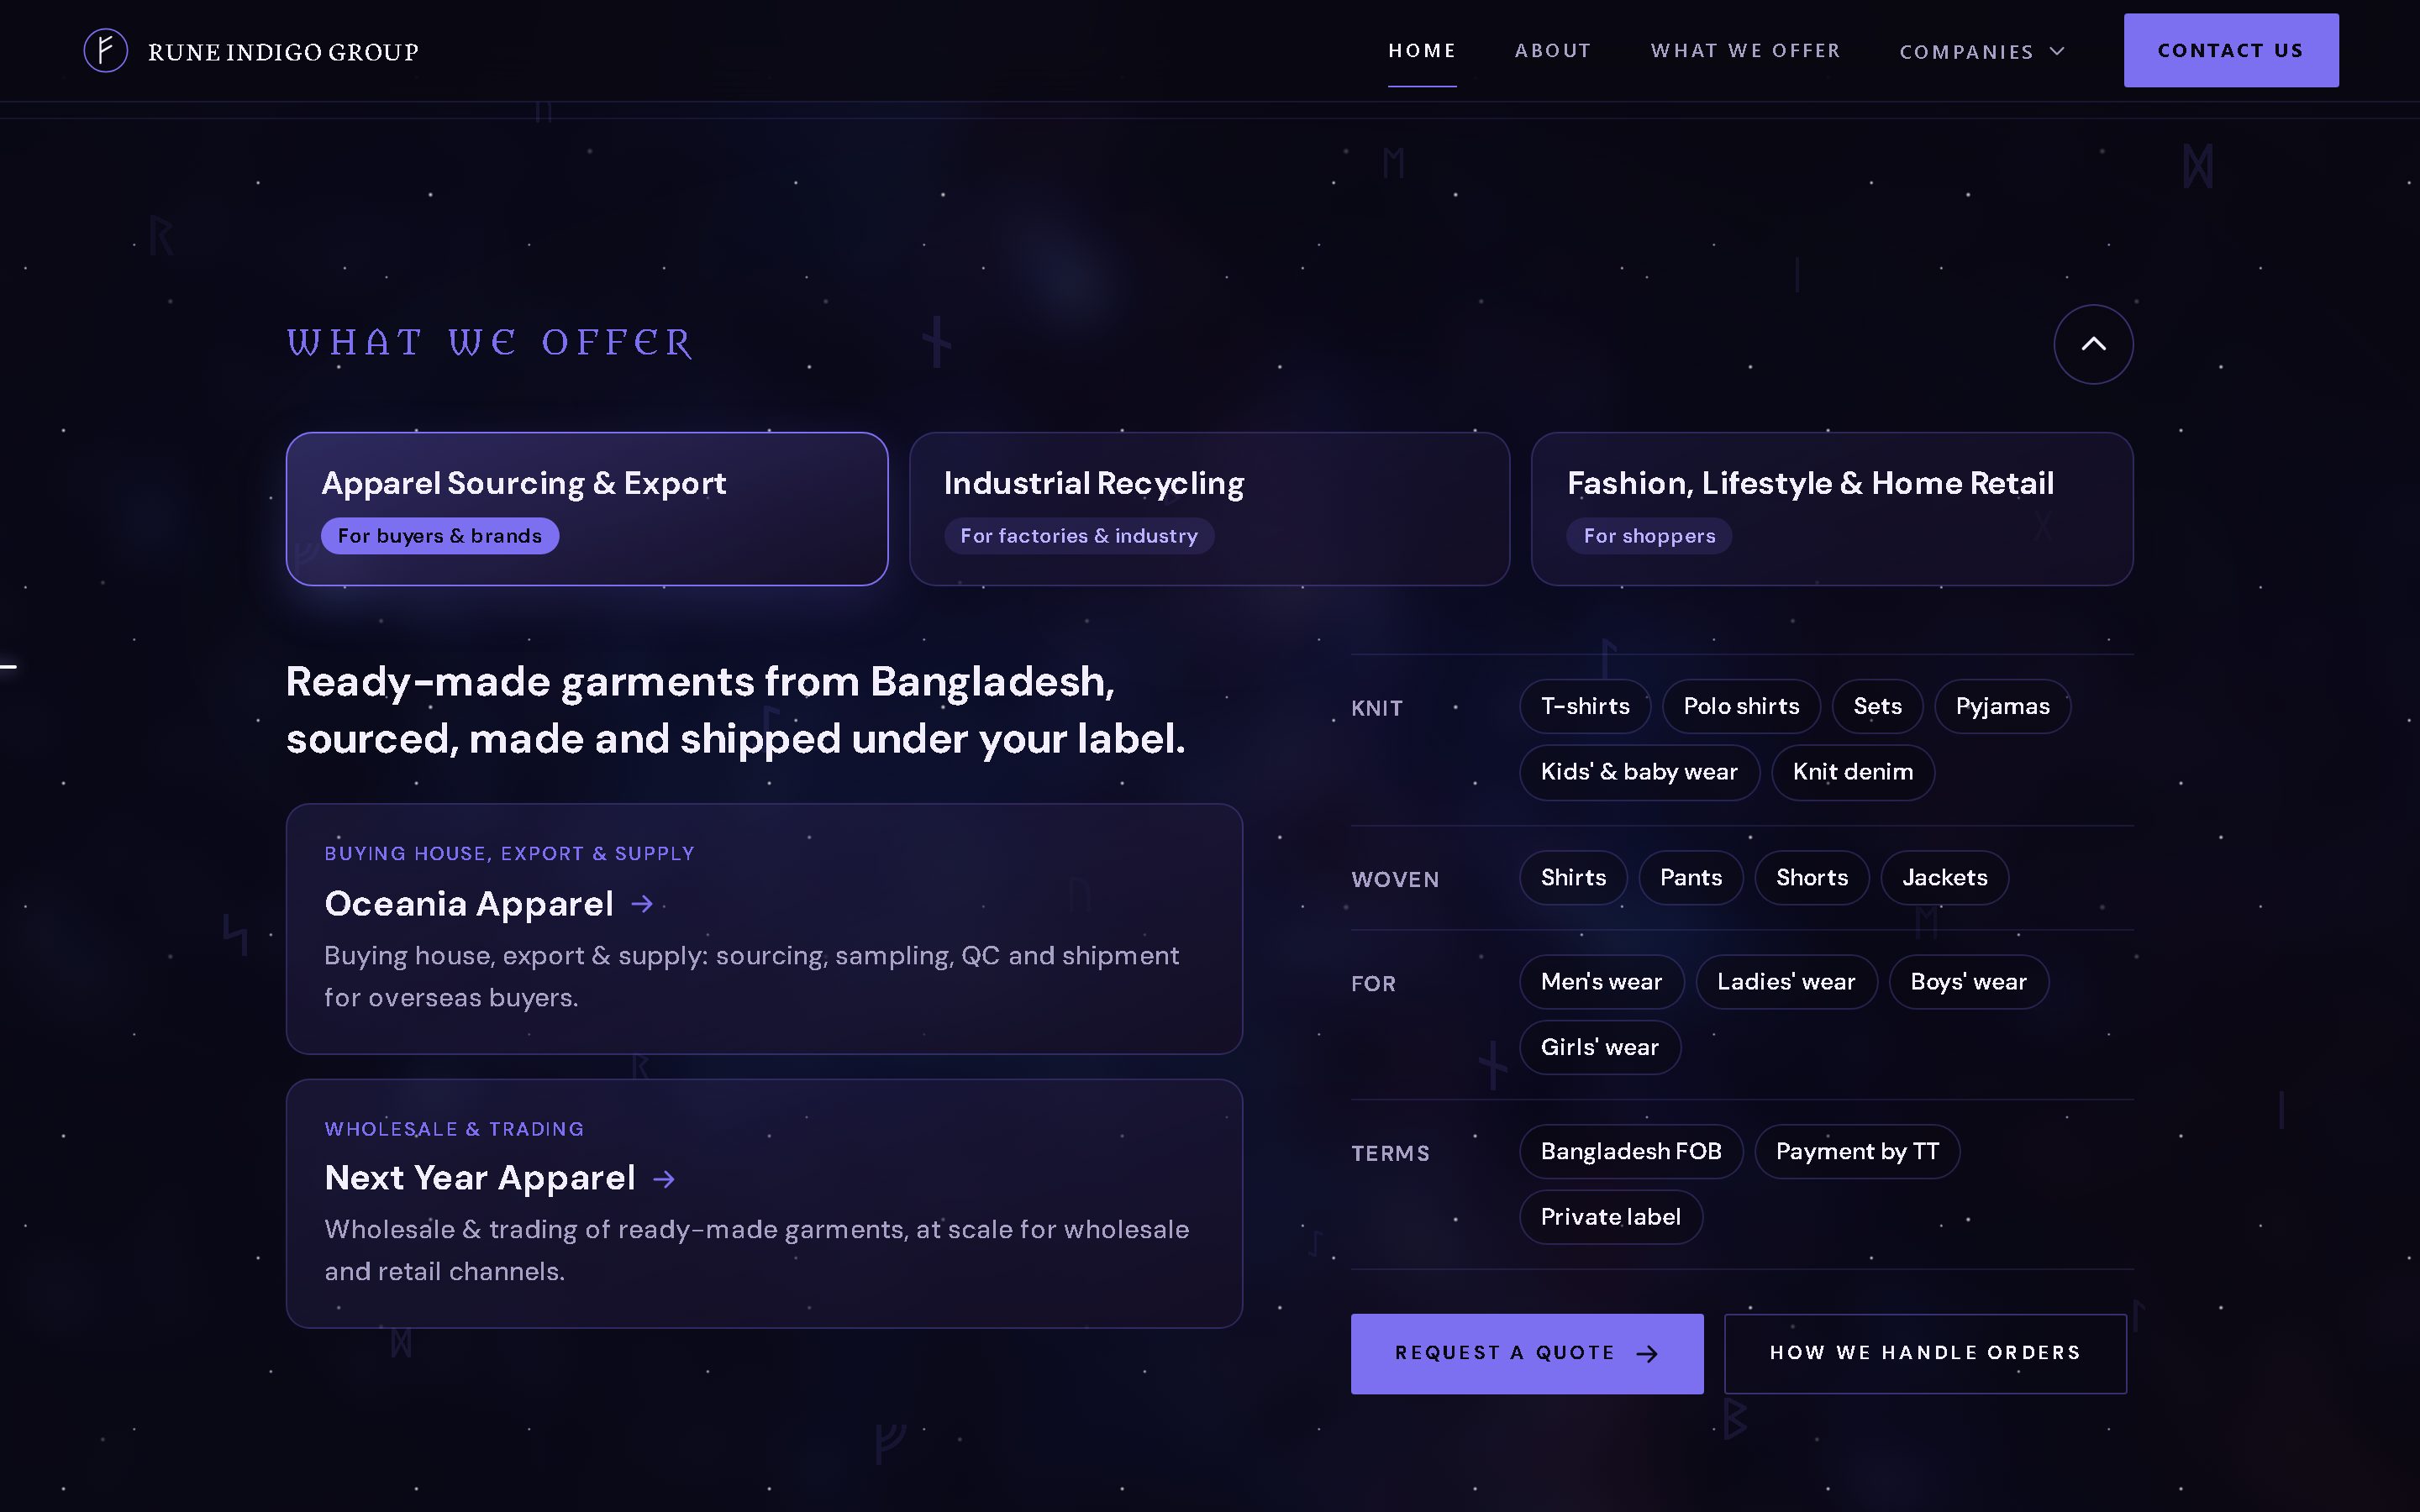 RUNE INDIGO GROUP
HOME
ABOUT
WHAT WE OFFER
COMPANIES
CONTACT US
WHAT WE OFFER
Apparel Sourcing & Export
For buyers & brands
Industrial Recycling
For factories & industry
Fashion, Lifestyle & Home Retail
For shoppers
Ready-made garments from Bangladesh,
sourced, made and shipped under your label.
BUYING HOUSE, EXPORT & SUPPLY
Oceania Apparel →
Buying house, export & supply: sourcing, sampling, QC and shipment
for overseas buyers.
WHOLESALE & TRADING
Next Year Apparel →
Wholesale & trading of ready-made garments, at scale for wholesale
and retail channels.
KNIT
T-shirts
Polo shirts
Sets
Pyjamas
Kids' & baby wear
Knit denim
WOVEN
Shirts
Pants
Shorts
Jackets
FOR
Men's wear
Ladies' wear
Boys' wear
Girls' wear
TERMS
Bangladesh FOB
Payment by TT
Private label
REQUEST A QUOTE →
HOW WE HANDLE ORDERS